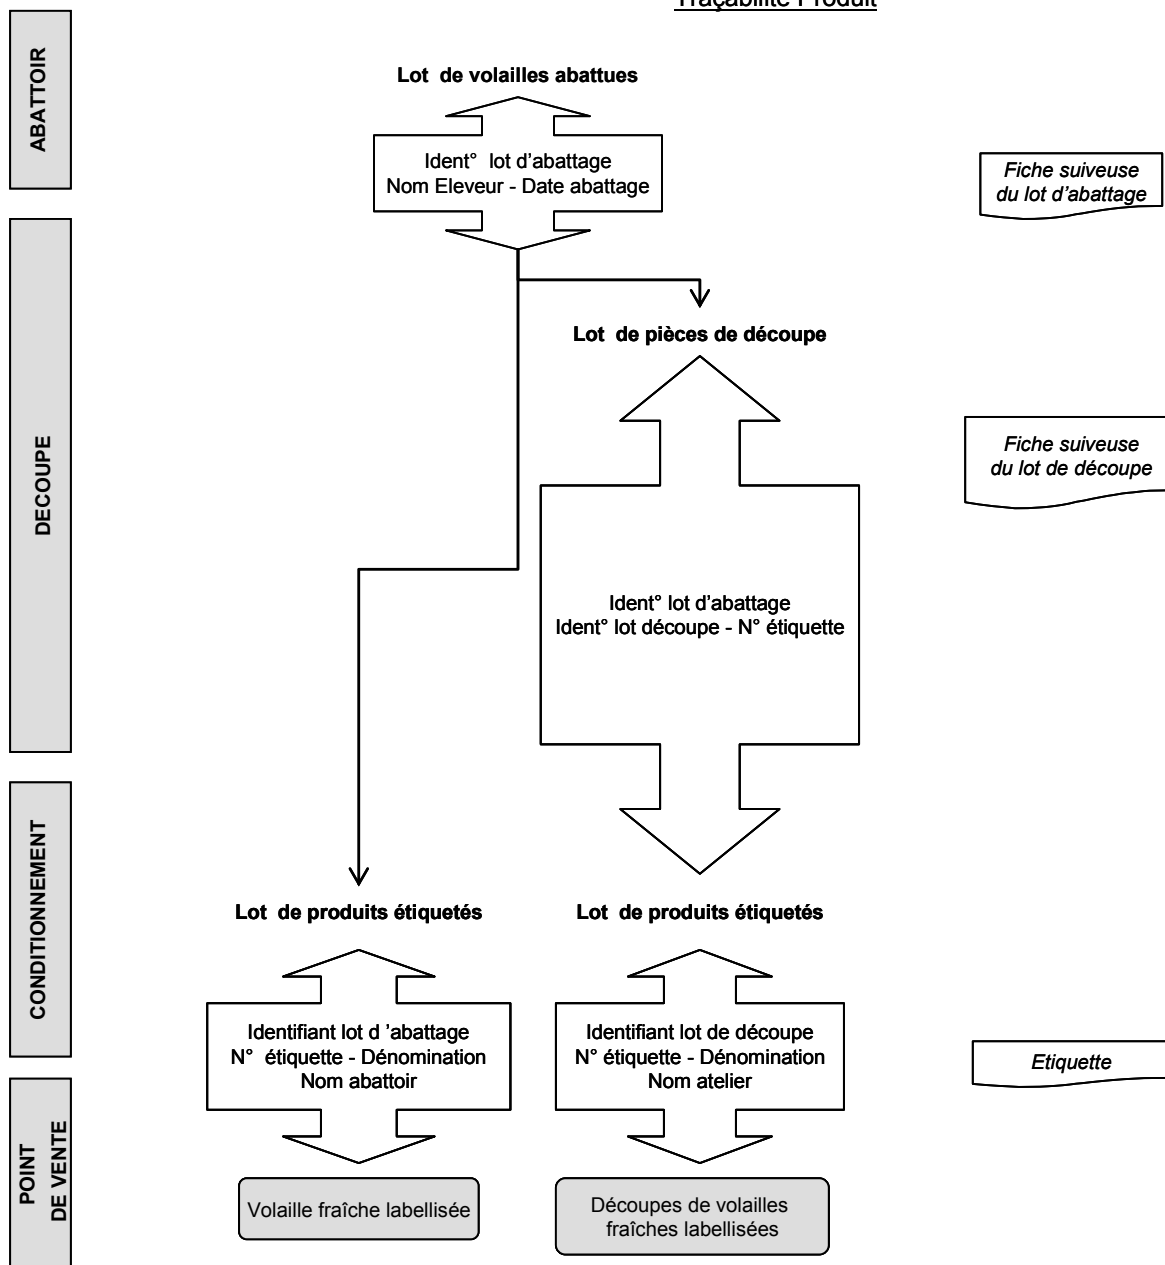 Traçabilité Produit
ABATTOIR
Lot de volailles abattues
Ident° lot d'abattage
Nom Eleveur - Date abattage
Fiche suiveuse
du lot d'abattage
DECOUPE
Lot de pièces de découpe
Fiche suiveuse
du lot de découpe
Ident° lot d'abattage
Ident° lot découpe - N° étiquette
CONDITIONNEMENT
Lot de produits étiquetés
Lot de produits étiquetés
Identifiant lot d 'abattage
N° étiquette - Dénomination
Nom abattoir
Identifiant lot de découpe
N° étiquette - Dénomination
Nom atelier
Etiquette
POINT
DE VENTE
Volaille fraîche labellisée
Découpes de volailles
fraîches labellisées